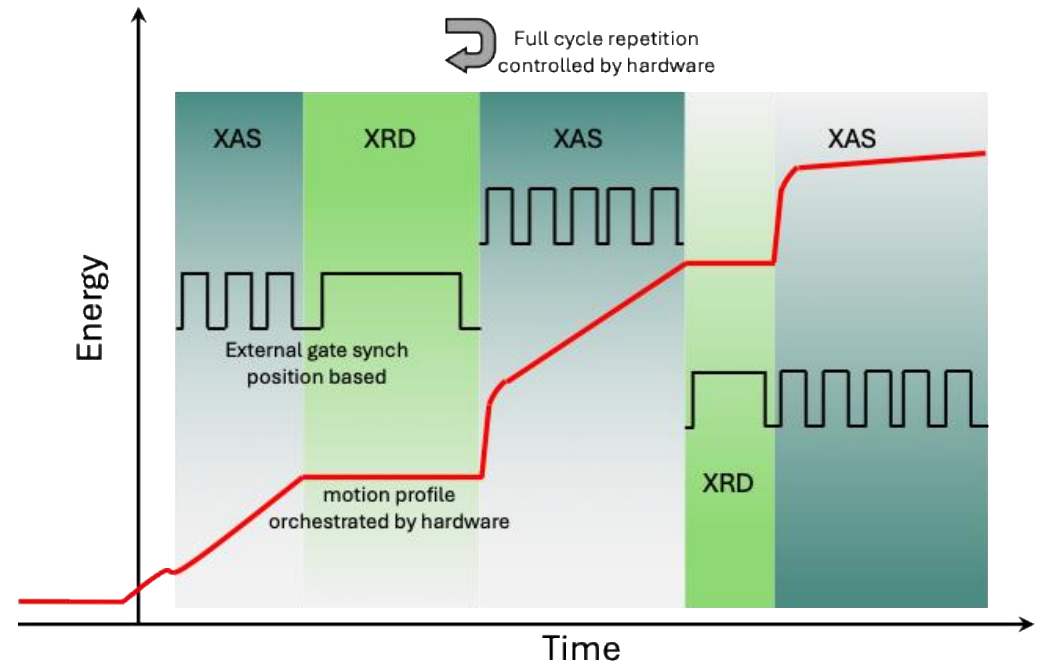 Full cycle repetition
controlled by hardware
XAS
XRD
XAS
XAS
Energy
External gate synch
position based
XRD
motion profile
orchestrated by hardware
Time